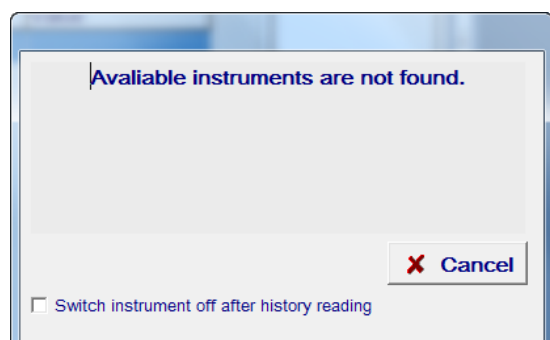 Avaliable instruments are not found.
Cancel
Switch instrument off after history reading